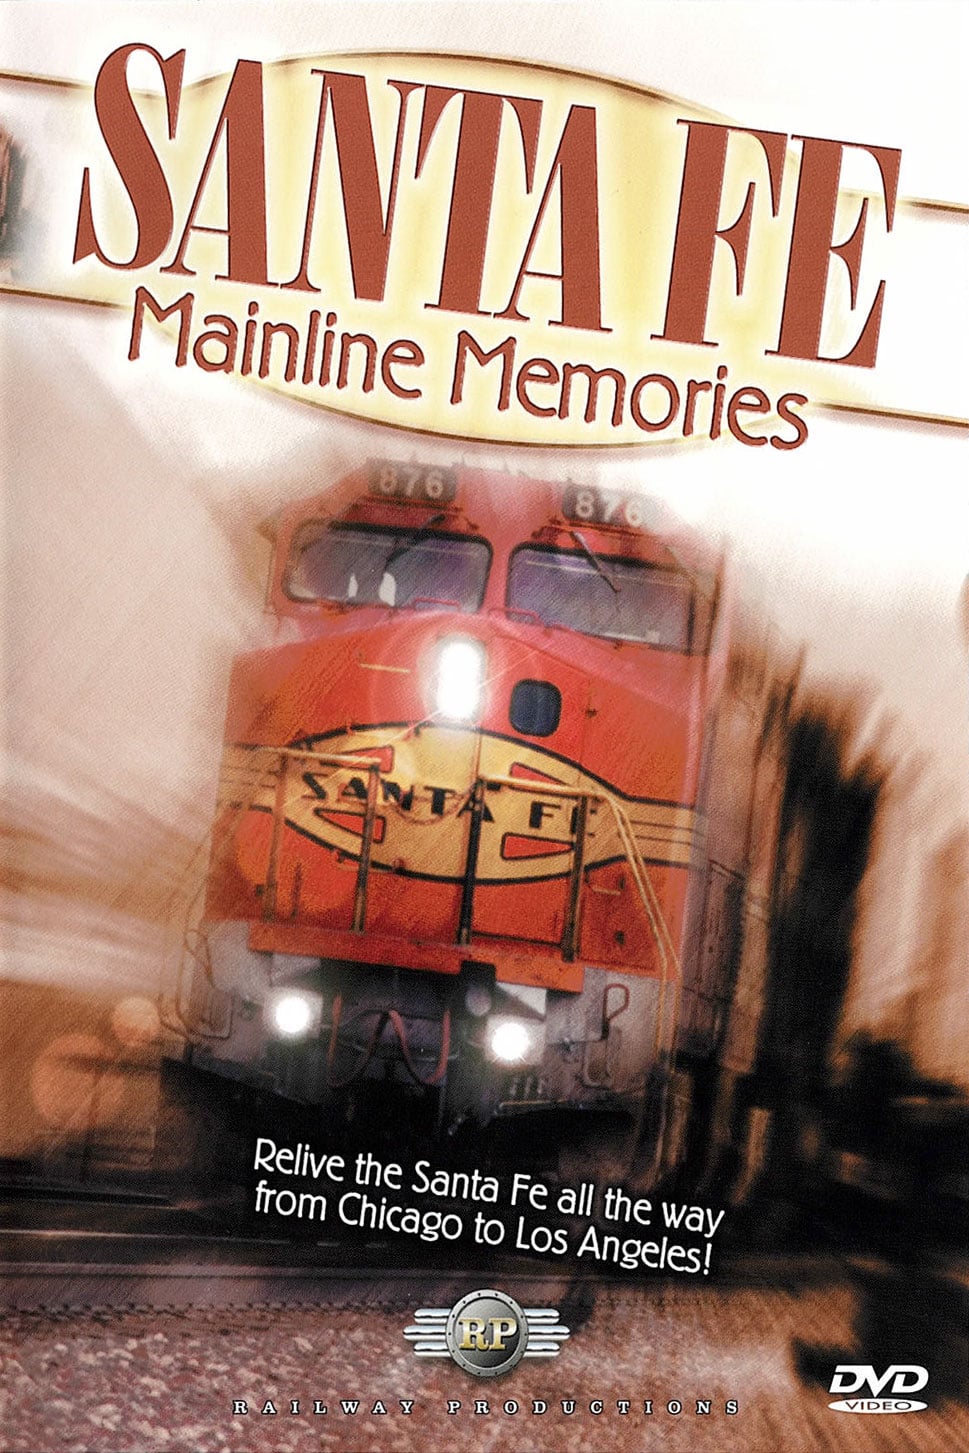 SANTA FE
Mainline Memories
876
876
SANTA FE
Relive the Santa Fe all the way
from Chicago to Los Angeles!
RP
RAILWAY PRODUCTIONS
DVD
VIDEO